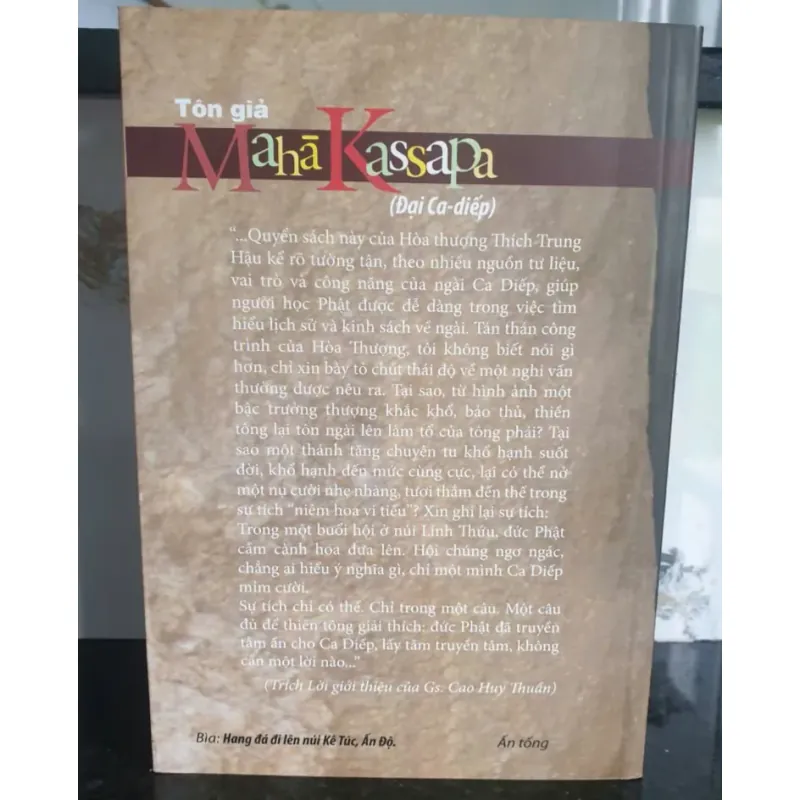 Tôn giả
Mahā Kassapa
(Đại Ca-diếp)
“...Quyển sách này của Hòa thượng Thích Trung
Hậu kể rõ tường tận, theo nhiều nguồn tư liệu,
vai trò và công năng của ngài Ca Diếp, giúp
người học Phật được dễ dàng trong việc tìm
hiểu lịch sử và kinh sách về ngài. Tán thán công
trình của Hòa Thượng, tôi không biết nói gì
hơn, chỉ xin bày tỏ chút thái độ về một nghi vấn
thường được nêu ra. Tại sao, từ hình ảnh một
bậc trưởng thượng khắc khổ, bảo thủ, thiền
tông lại tôn ngài lên làm tổ của tông phái? Tại
sao một thánh tăng chuyên tu khổ hạnh suốt
đời, khổ hạnh đến mức cùng cực, lại có thể nở
một nụ cười nhẹ nhàng, tươi thắm đến thế trong
sự tích “niêm hoa vi tiếu”? Xin ghi lại sự tích:
Trong một buổi hội ở núi Linh Thứu, đức Phật
cầm cành hoa đưa lên. Hội chúng ngơ ngác,
chẳng ai hiểu ý nghĩa gì, chỉ một mình Ca Diếp
mỉm cười.
Sự tích chỉ có thế. Chỉ trong một câu. Một câu
đủ để thiền tông giải thích: đức Phật đã truyền
tâm ấn cho Ca Diếp, lấy tâm truyền tâm, không
cần một lời nào...”
(Trích Lời giới thiệu của Gs. Cao Huy Thuần)
Bìa: Hang đá đi lên núi Kê Túc, Ấn Độ.
Ấn tống